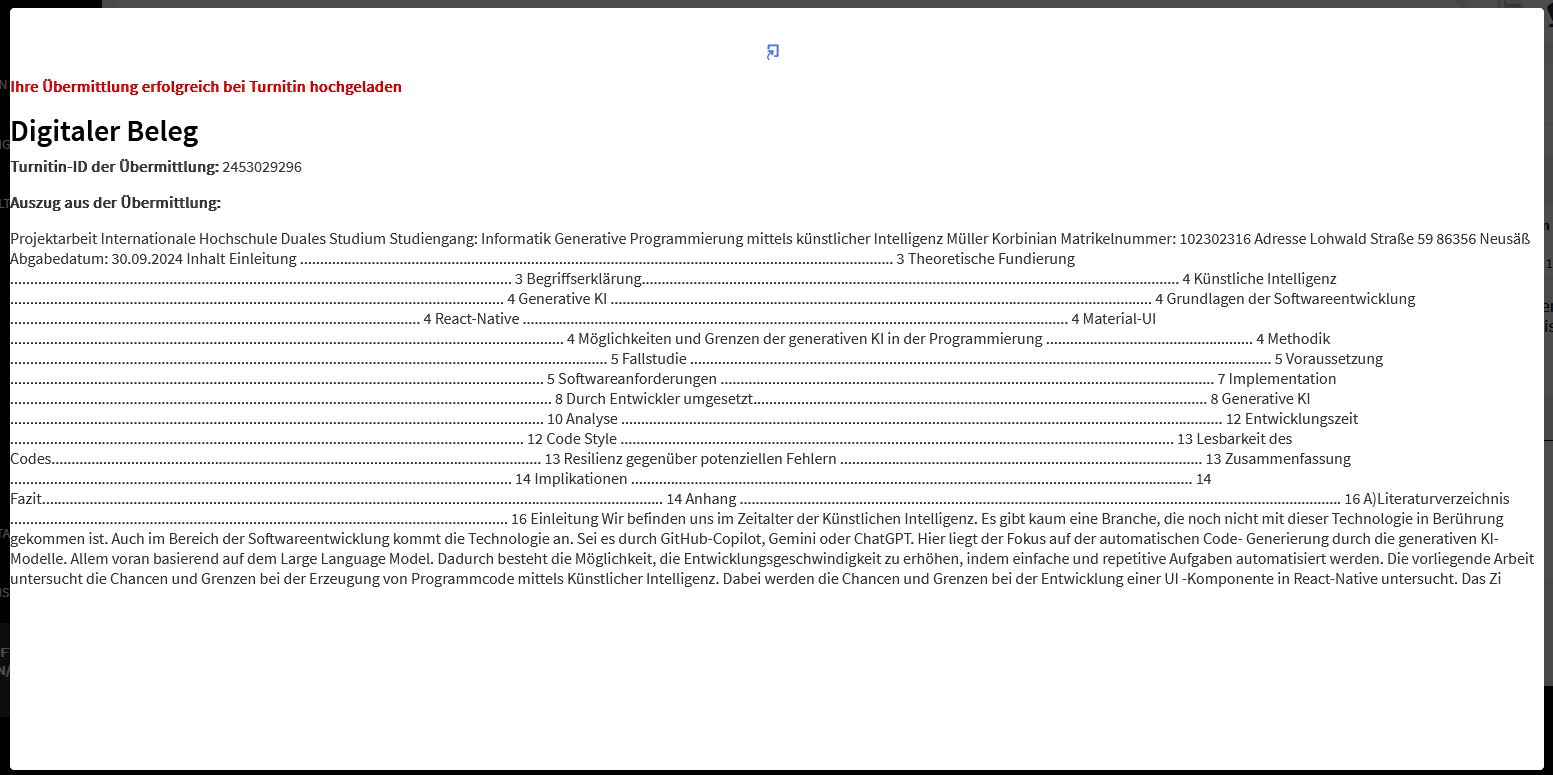 Ihre Übermittlung erfolgreich bei Turnitin hochgeladen
Digitaler Beleg
Turnitin-ID der Übermittlung: 2453029296
Auszug aus der Übermittlung:
Projektarbeit Internationale Hochschule Duales Studium Studiengang: Informatik Generative Programmierung mittels künstlicher Intelligenz Müller Korbinian Matrikelnummer: 102302316 Adresse Lohwald Straße 59 86356 Neusäß
Abgabedatum: 30.09.2024 Inhalt Einleitung ........................................ 3 Theoretische Fundierung
........................................ 3 Begriffserklärung........................................ 4 Künstliche Intelligenz
........................................ 4 Generative KI ........................................ 4 Grundlagen der Softwareentwicklung
........................................ 4 React-Native ........................................ 4 Material-UI
........................................ 4 Möglichkeiten und Grenzen der generativen KI in der Programmierung ........................................ 4 Methodik
........................................ 5 Fallstudie ........................................ 5 Voraussetzung
........................................ 5 Softwareanforderungen ........................................ 7 Implementation
........................................ 8 Durch Entwickler umgesetzt........................................ 8 Generative KI
........................................ 10 Analyse ........................................ 12 Entwicklungszeit
........................................ 12 Code Style ........................................ 13 Lesbarkeit des
Codes........................................ 13 Resilienz gegenüber potenziellen Fehlern ........................................ 13 Zusammenfassung
........................................ 14 Implikationen ........................................ 14
Fazit........................................ 14 Anhang ........................................ 16 A)Literaturverzeichnis
........................................ 16 Einleitung Wir befinden uns im Zeitalter der Künstlichen Intelligenz. Es gibt kaum eine Branche, die noch nicht mit dieser Technologie in Berührung
gekommen ist. Auch im Bereich der Softwareentwicklung kommt die Technologie an. Sei es durch GitHub-Copilot, Gemini oder ChatGPT. Hier liegt der Fokus auf der automatischen Code- Generierung durch die generativen KI-
Modelle. Allem voran basierend auf dem Large Language Model. Dadurch besteht die Möglichkeit, die Entwicklungsgeschwindigkeit zu erhöhen, indem einfache und repetitive Aufgaben automatisiert werden. Die vorliegende Arbeit
untersucht die Chancen und Grenzen bei der Erzeugung von Programmcode mittels Künstlicher Intelligenz. Dabei werden die Chancen und Grenzen bei der Entwicklung einer UI -Komponente in React-Native untersucht. Das Zi